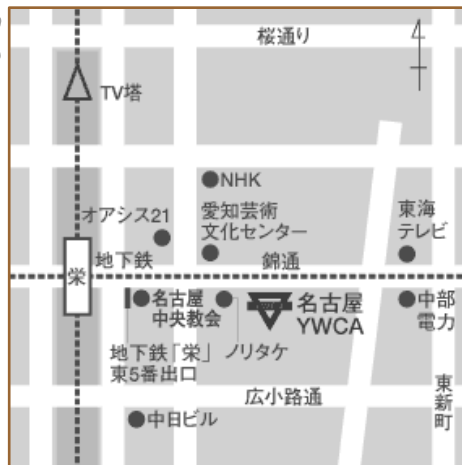 桜通り
TV塔
NHK
オアシス21
愛知芸術
文化センター
東海
テレビ
地下鉄
錦通
栄
名古屋
中央教会
名古屋
YWCA
中部
電力
地下鉄「栄」
東5番出口
ノリタケ
広小路通
東新町
中日ビル